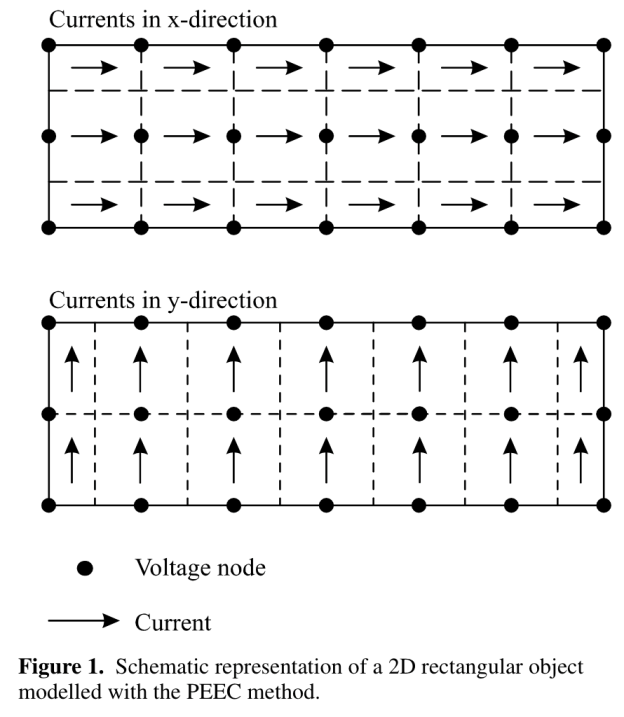 Currents in x-direction
Currents in y-direction
Voltage node
Current
Figure 1. Schematic representation of a 2D rectangular object
modelled with the PEEC method.